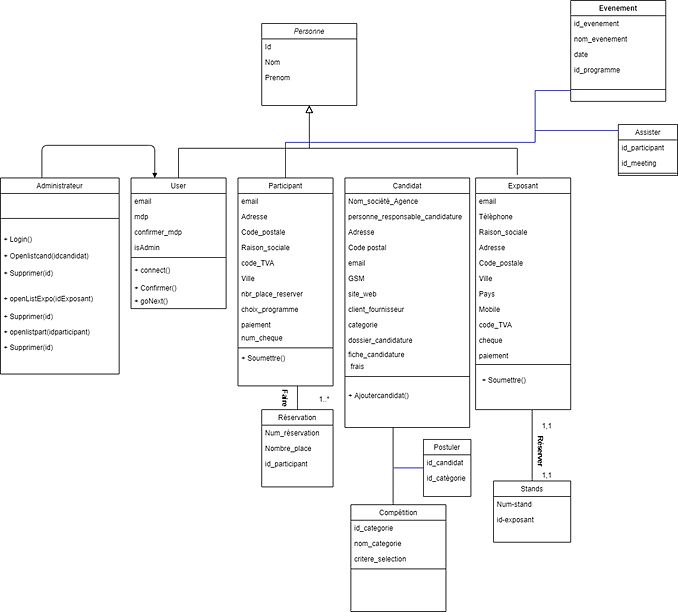 Personne
Id
Nom
Prenom
Evenement
id_evenement
nom_evenement
date
id_programme
Assister
id_participant
id_meeting
Administrateur
+ Login()
+ Openlistcand(idcandidat)
+ Supprimer(id)
+ openListExpo(idExposant)
+ Supprimer(id)
+ openlistpart(idparticipant)
+ Supprimer(id)
User
email
mdp
confirmer_mdp
isAdmin
+ connect()
+ Confirmer()
+ goNext()
Participant
email
Adresse
Code_postale
Raison_sociale
code_TVA
Ville
nbr_place_reserver
choix_programme
paiement
num_cheque
+ Soumettre()
Candidat
Nom_sociètè_Agence
personne_responsable_candidature
Adresse
Code postal
email
GSM
site_web
client_fournisseur
categorie
dossier_candidature
fiche_candidature
frais
+ Ajoutercandidat()
Exposant
email
Tèlèphone
Raison_sociale
Adresse
Code_postale
Ville
Pays
Mobile
code_TVA
cheque
paiement
+ Soumettre()
Faire
1..*
Réservation
Num_rèservation
Nombre_place
id_participant
Postuler
id_candidat
id_catègorie
Compétition
id_categorie
nom_categorie
critere_selection
1,1
Réserver
1,1
Stands
Num-stand
id-exposant